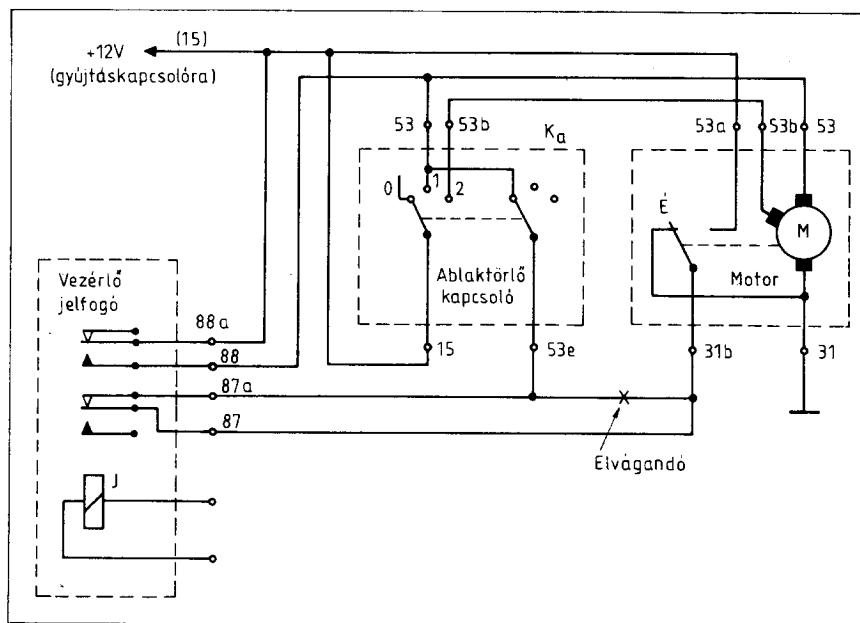 +12V
(15)
(gyújtáskapcsolóra)
53
53b
Ka
53a
53b
53
0
1
2
É
M
Ablaktörlő
kapcsoló
Motor
Vezérlő
jelfogó
88a
88
87a
87
15
53e
31b
31
Elvágandó
J